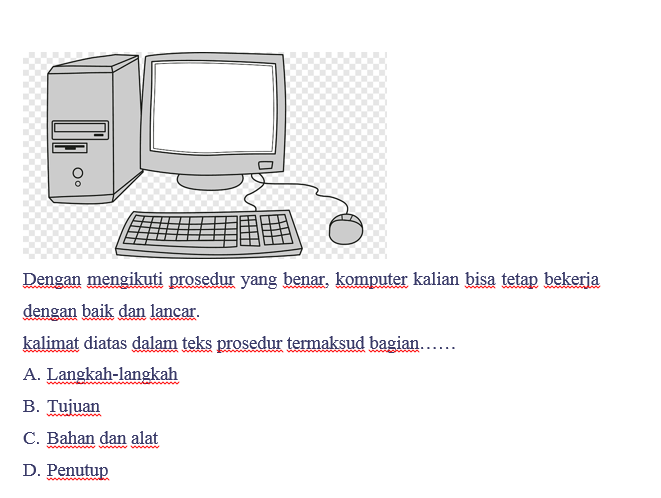 Dengan mengikuti prosedur yang benar, komputer kalian bisa tetap bekerja
dengan baik dan lancar.
kalimat diatas dalam teks prosedur termaksud bagian……
A. Langkah-langkah
B. Tujuan
C. Bahan dan alat
D. Penutup